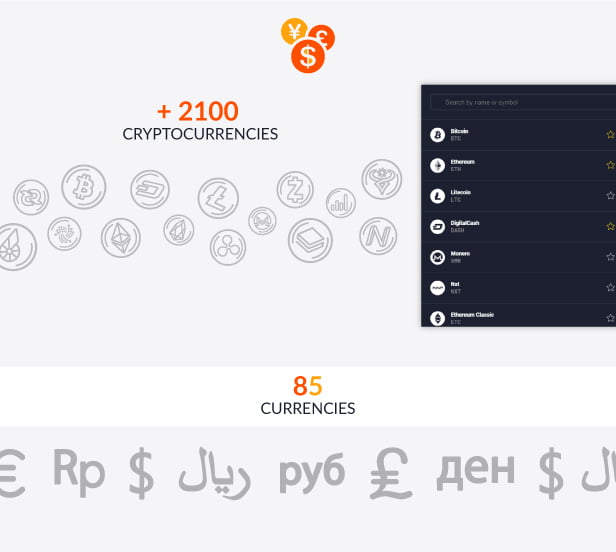 ¥ £ $
+ 2100
CRYPTOCURRENCIES
Search by name or symbol
Bitcoin
BTC
Ethereum
ETH
Litecoin
LTC
DigitalCash
DASH
Monero
XMR
Nxt
NXT
Ethereum Classic
ETC
85
CURRENCIES
€ Rp $ ريال руб £ ден $